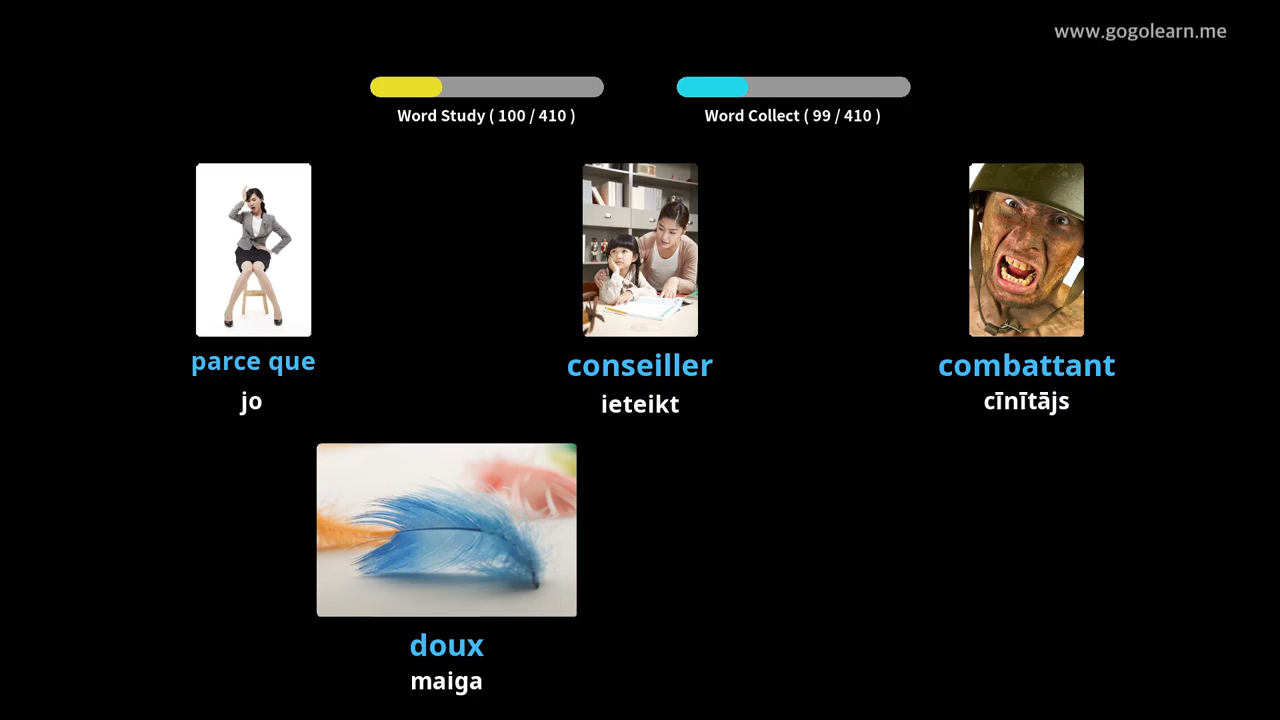 www.gogolearn.me
Word Study ( 100 / 410 )
Word Collect ( 99 / 410 )
parce que
jo
conseiller
ieteikt
combattant
cīnītājs
doux
maiga